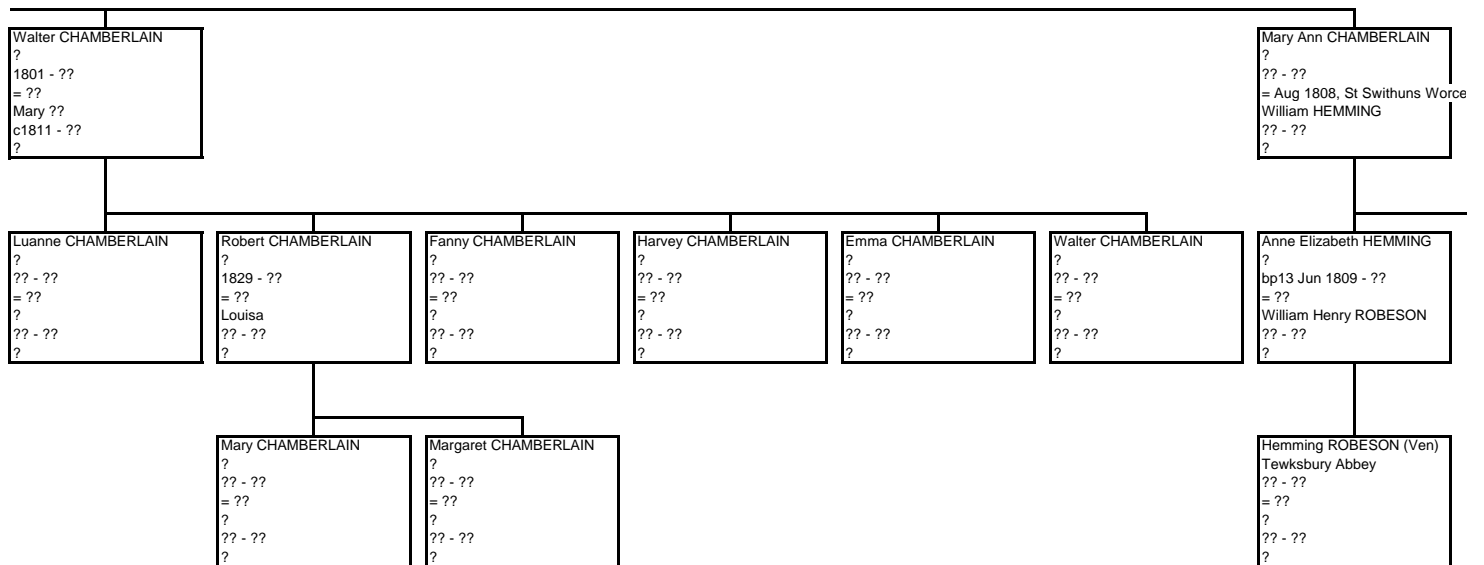 Walter CHAMBERLAIN
?
1801 - ??
= ??
Mary ??
c1811 - ??
?
Mary Ann CHAMBERLAIN
?
?? - ??
= Aug 1808, St Swithuns Worce
William HEMMING
?? - ??
?
Luanne CHAMBERLAIN
?
?? - ??
= ??
?
?? - ??
?
Robert CHAMBERLAIN
?
1829 - ??
= ??
Louisa
?? - ??
?
Fanny CHAMBERLAIN
?
?? - ??
= ??
?
?? - ??
?
Harvey CHAMBERLAIN
?
?? - ??
= ??
?
?? - ??
?
Emma CHAMBERLAIN
?
?? - ??
= ??
?
?? - ??
?
Walter CHAMBERLAIN
?
?? - ??
= ??
?
?? - ??
?
Anne Elizabeth HEMMING
?
bp13 Jun 1809 - ??
= ??
William Henry ROBESON
?? - ??
?
Mary CHAMBERLAIN
?
?? - ??
= ??
?
?? - ??
?
Margaret CHAMBERLAIN
?
?? - ??
= ??
?
?? - ??
?
Hemming ROBESON (Ven)
Tewksbury Abbey
?? - ??
= ??
?
?? - ??
?